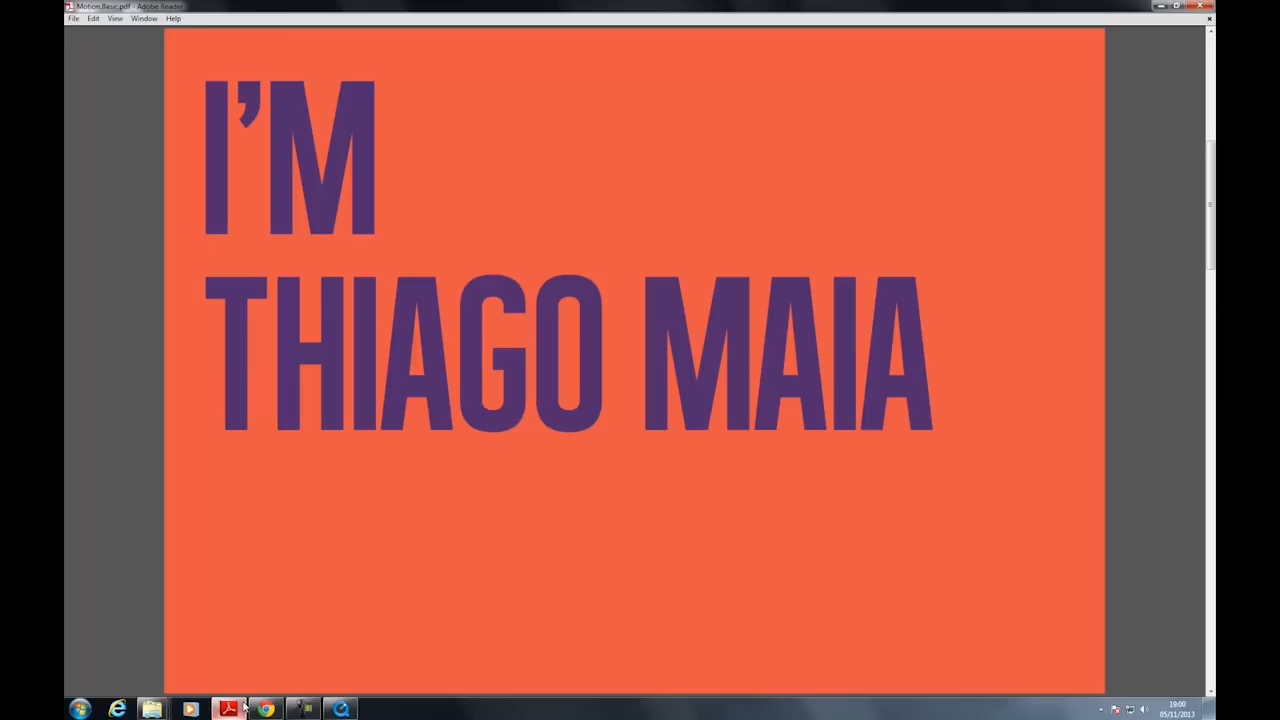 Motion.Basic.pdf - Adobe Reader
File Edit View Window Help
I'M
THIAGO MAIA
19:00
05/11/2013